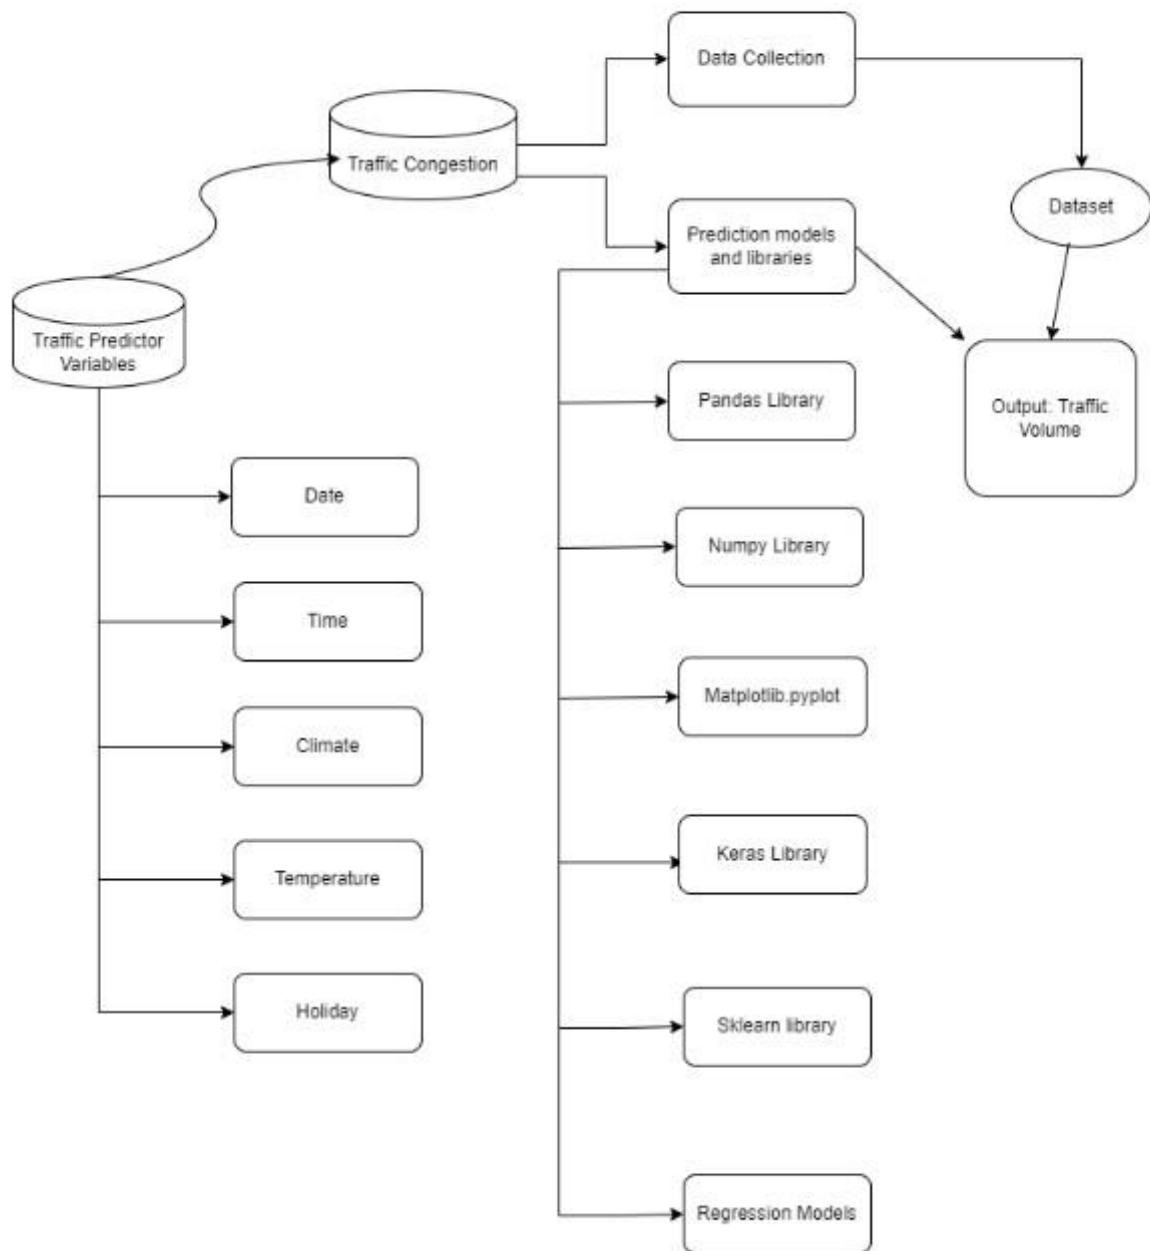 Data Collection
Traffic Congestion
Dataset
Prediction models
and libraries
Traffic Predictor
Variables
Pandas Library
Output: Traffic
Volume
Date
Numpy Library
Time
Matplotlib.pyplot
Climate
Keras Library
Temperature
Holiday
Sklearn library
Regression Models